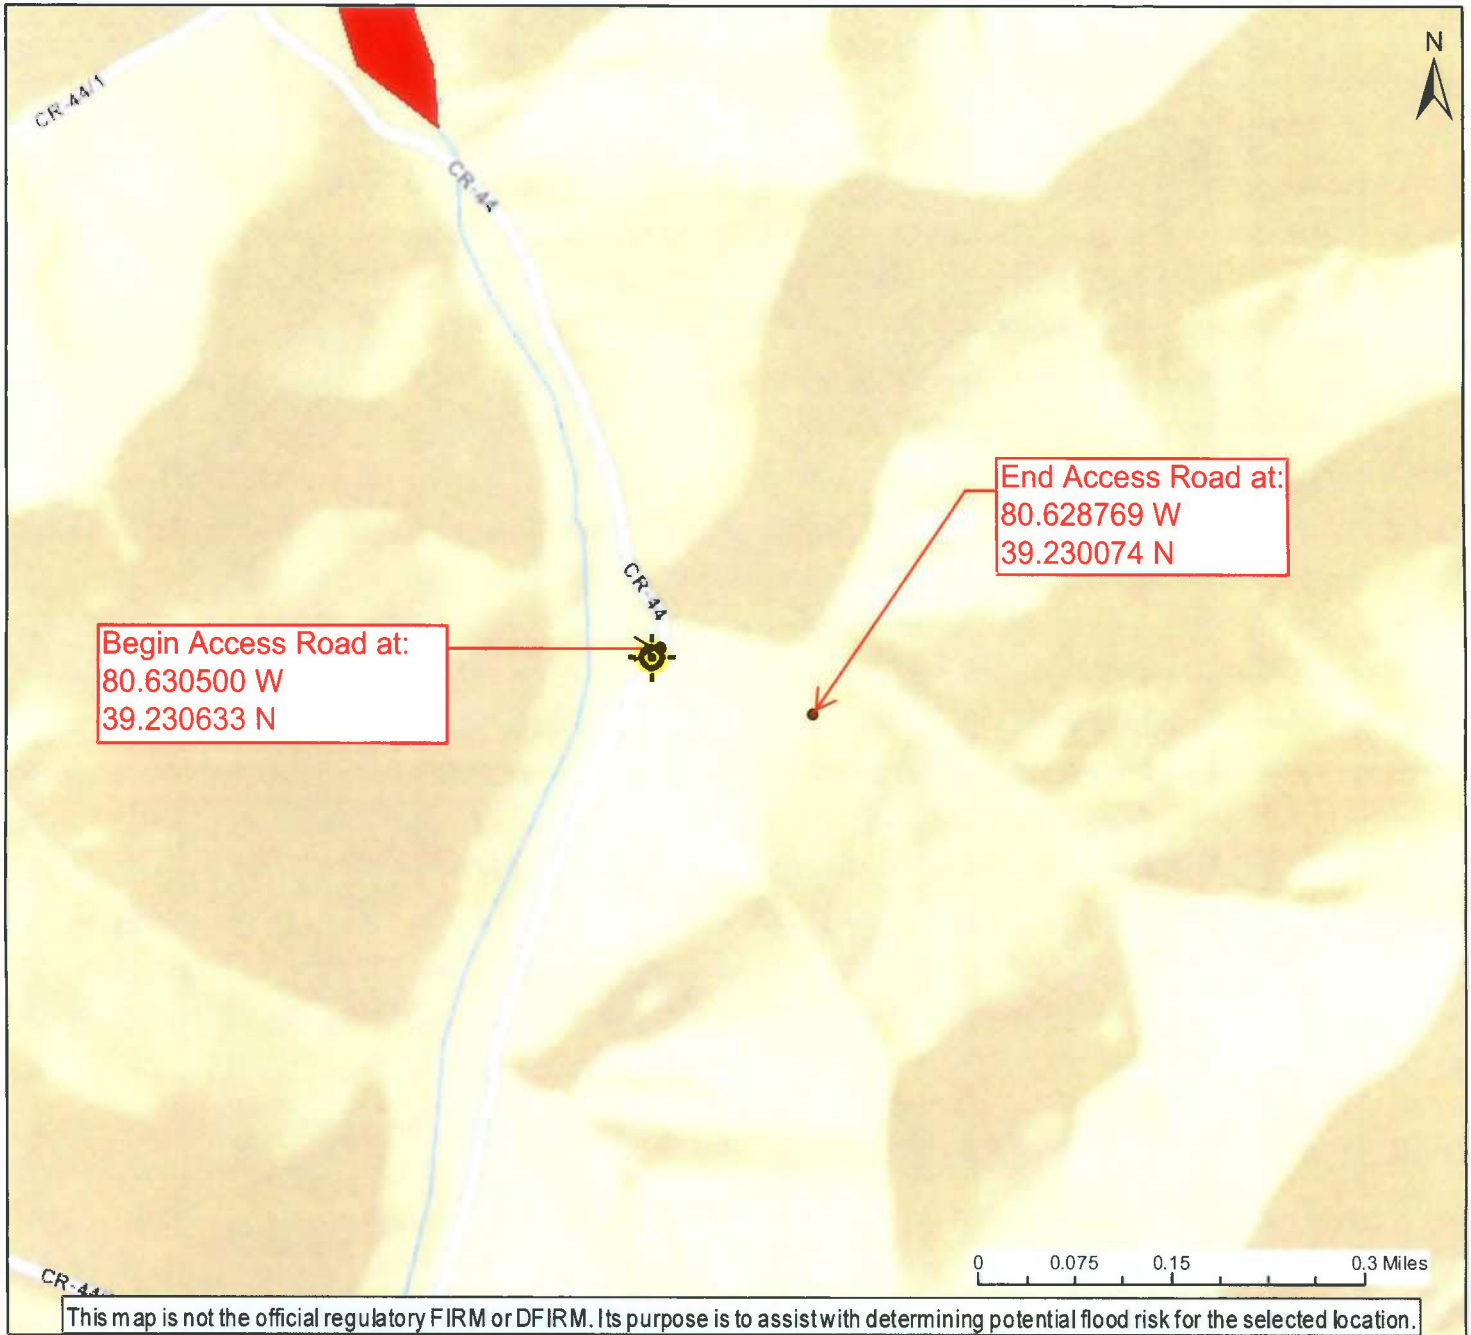 N
CR-44/1
CR-44
End Access Road at:
80.628769 W
39.230074 N
CR-44
Begin Access Road at:
80.630500 W
39.230633 N
0 0.075 0.15 0.3 Miles
This map is not the official regulatory FIRM or DFIRM. Its purpose is to assist with determining potential flood risk for the selected location.